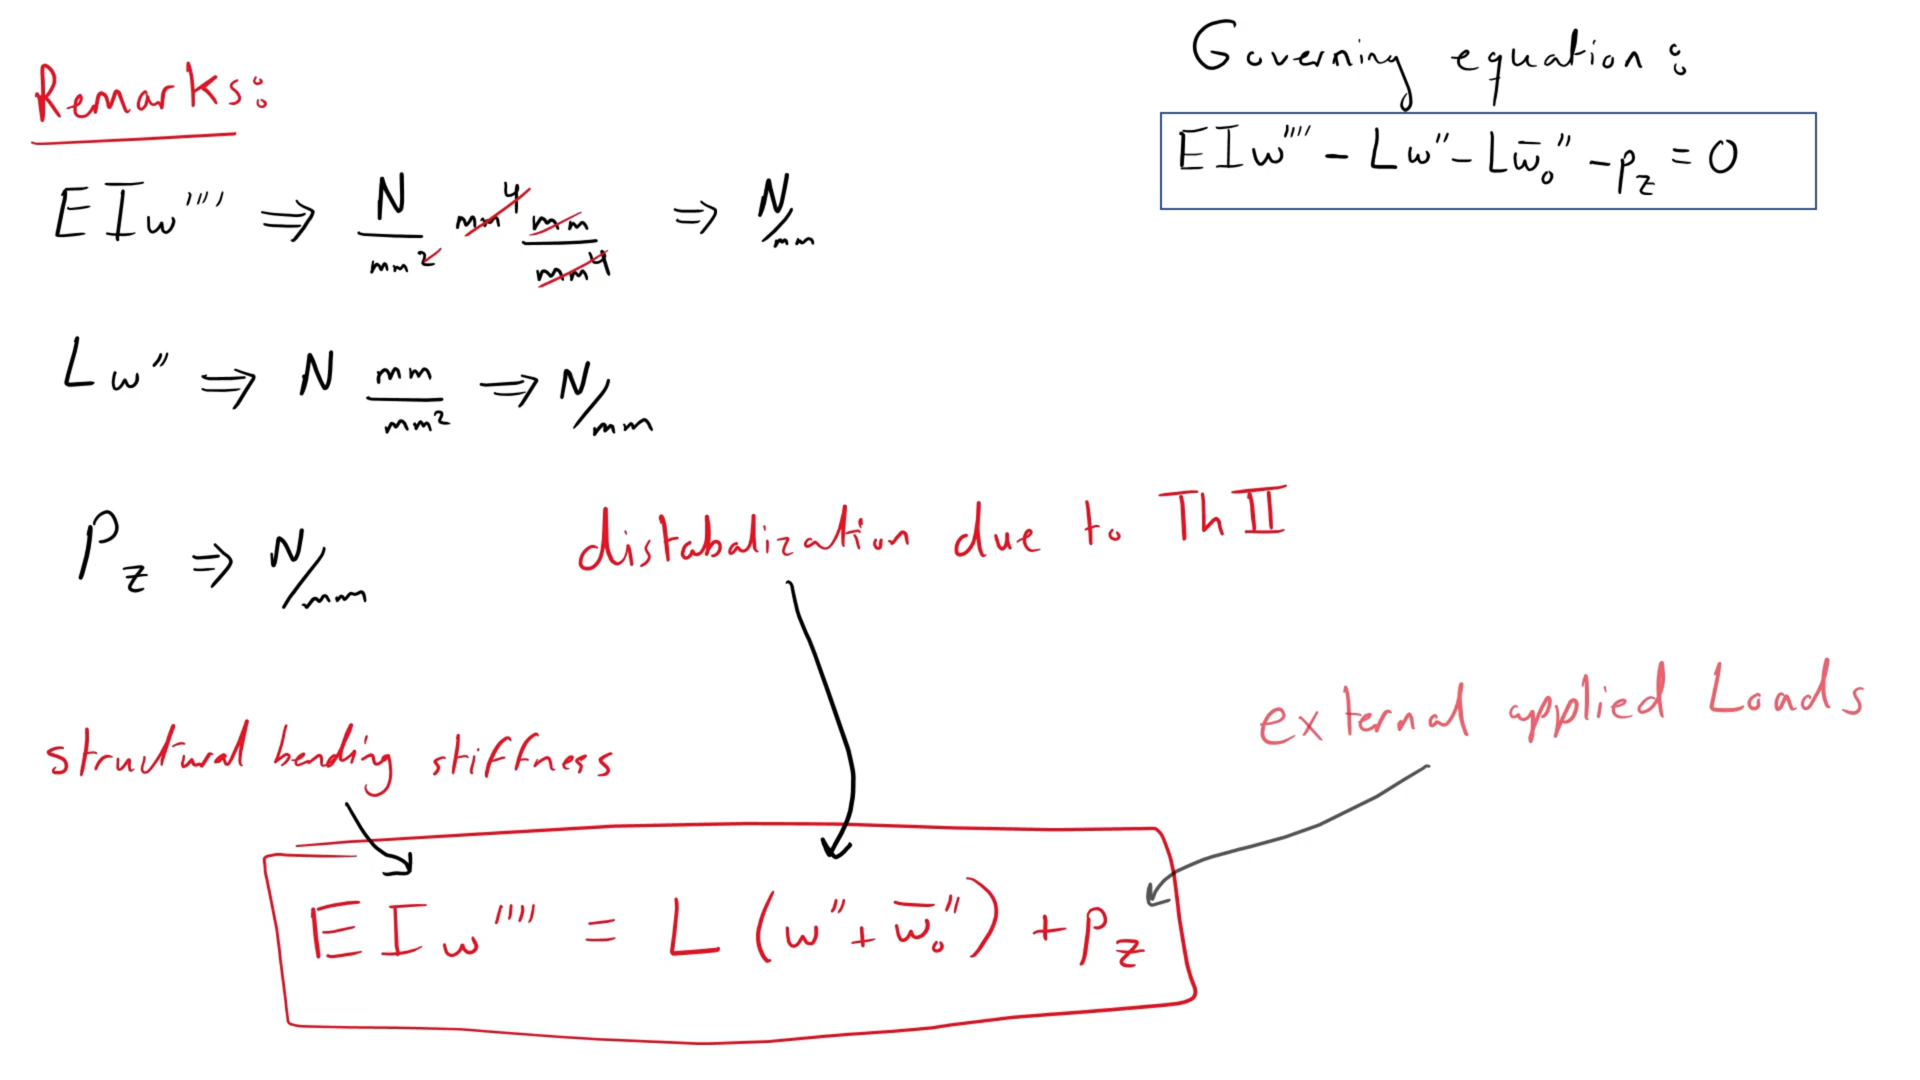 Remarks:
Governing equation:
EIw'''' - Lw'' - Lw̄₀'' - p_z = 0
EIw'''' ⇒ N/mm² mm⁴ mm/mm⁴ ⇒ N/mm
Lw'' ⇒ N mm/mm² ⇒ N/mm
P_z ⇒ N/mm
distabalization due to Th II
external applied Loads
structural bending stiffness
EIw'''' = L (w'' + w̄₀'') + p_z